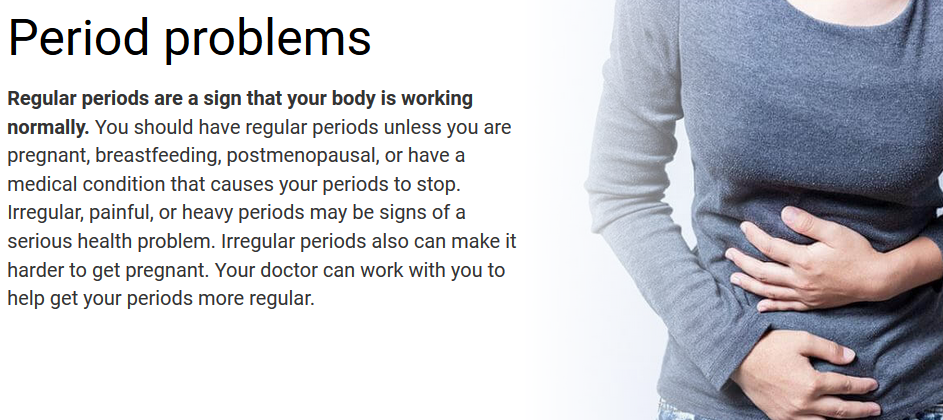 Period problems
Regular periods are a sign that your body is working
normally. You should have regular periods unless you are
pregnant, breastfeeding, postmenopausal, or have a
medical condition that causes your periods to stop.
Irregular, painful, or heavy periods may be signs of a
serious health problem. Irregular periods also can make it
harder to get pregnant. Your doctor can work with you to
help get your periods more regular.